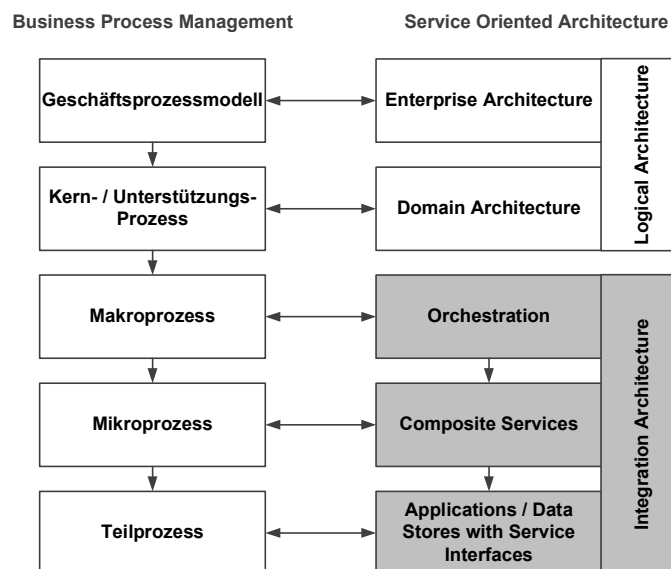 Business Process Management
Service Oriented Architecture
Geschäftsprozessmodell
Enterprise Architecture
Kern- / Unterstützungs-
Prozess
Domain Architecture
Logical Architecture
Makroprozess
Orchestration
Mikroprozess
Composite Services
Teilprozess
Applications / Data
Stores with Service
Interfaces
Integration Architecture